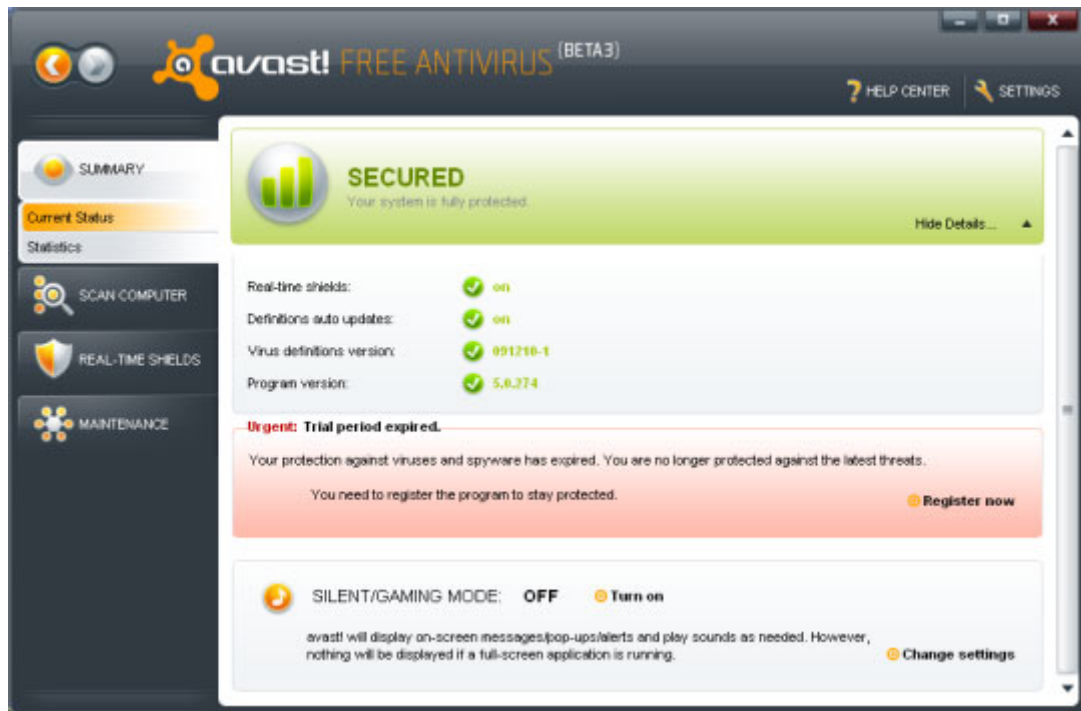 avast! FREE ANTIVIRUS (BETA3)
HELP CENTER
SETTINGS
SUMMARY
Current Status
Statistics
SCAN COMPUTER
REAL-TIME SHIELDS
MAINTENANCE
SECURED
Your system is fully protected.
Hide Details...
Real-time shields: on
Definitions auto updates: on
Virus definitions version: 091210-1
Program version: 5.0.274
Urgent: Trial period expired.
Your protection against viruses and spyware has expired. You are no longer protected against the latest threats.
You need to register the program to stay protected.
Register now
SILENT/GAMING MODE: OFF Turn on
avast! will display on-screen messages/pop-ups/alerts and play sounds as needed. However,
nothing will be displayed if a full-screen application is running.
Change settings